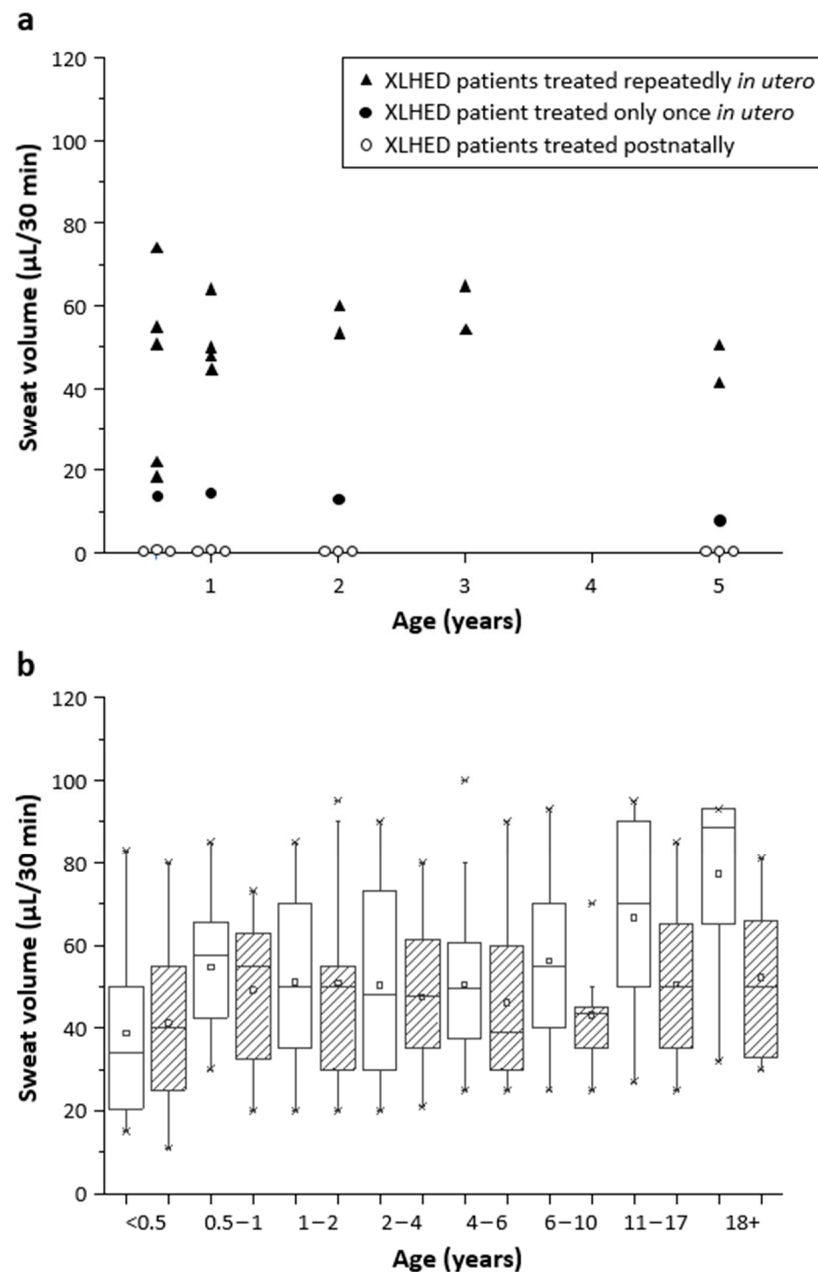 a
120
100
80
60
40
20
0
Sweat volume (µL/30 min)
▲ XLHED patients treated repeatedly in utero
● XLHED patient treated only once in utero
○ XLHED patients treated postnatally
1 2 3 4 5
Age (years)
b
120
100
80
60
40
20
0
Sweat volume (µL/30 min)
<0.5 0.5–1 1–2 2–4 4–6 6–10 11–17 18+
Age (years)